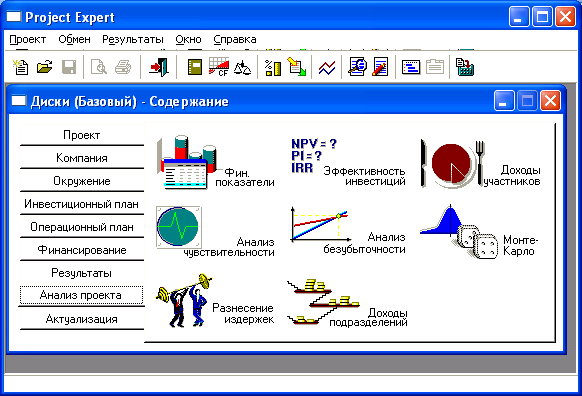 Project Expert
Проект Обмен Результаты Окно Справка
CF
Диски (Базовый) - Содержание
Проект
Компания
Окружение
Инвестиционный план
Операционный план
Финансирование
Результаты
Анализ проекта
Актуализация
Фин.
показатели
NPV = ?
PI = ?
IRR
Эффективность
инвестиций
Доходы
участников
Анализ
чувствительности
Анализ
безубыточности
Монте-
Карло
Разнесение
издержек
Доходы
подразделений